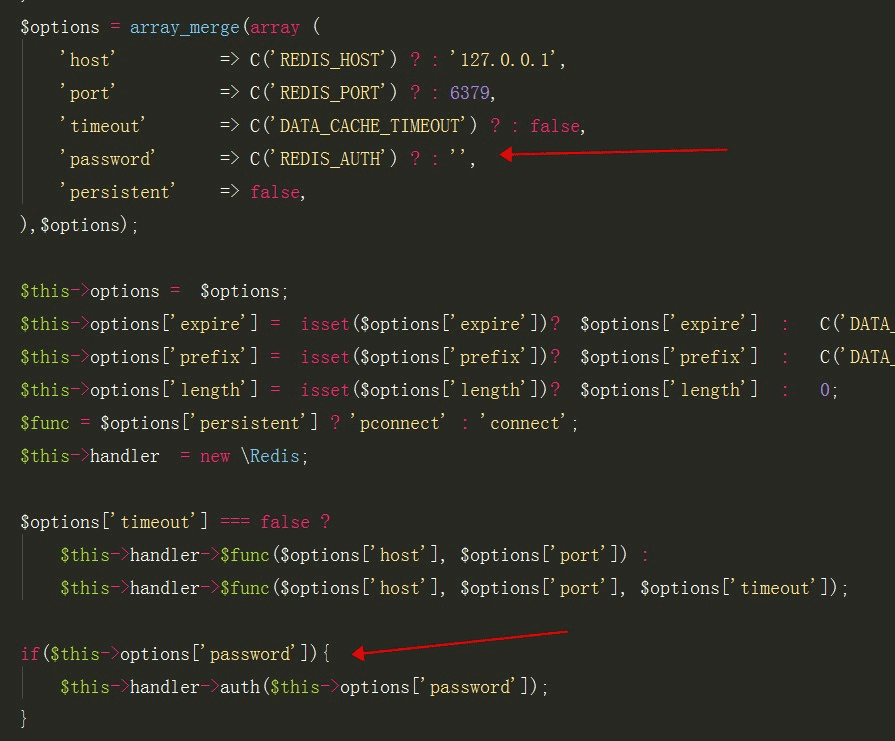 $options = array_merge(array (
'host' => C('REDIS_HOST') ? : '127.0.0.1',
'port' => C('REDIS_PORT') ? : 6379,
'timeout' => C('DATA_CACHE_TIMEOUT') ? : false,
'password' => C('REDIS_AUTH') ? : '',
'persistent' => false,
),$options);
$this->options = $options;
$this->options['expire'] = isset($options['expire'])? $options['expire'] : C('DATA_
$this->options['prefix'] = isset($options['prefix'])? $options['prefix'] : C('DATA_
$this->options['length'] = isset($options['length'])? $options['length'] : 0;
$func = $options['persistent'] ? 'pconnect' : 'connect';
$this->handler = new \Redis;
$options['timeout'] === false ?
$this->handler->$func($options['host'], $options['port']) :
$this->handler->$func($options['host'], $options['port'], $options['timeout']);
if($this->options['password']){
$this->handler->auth($this->options['password']);
}